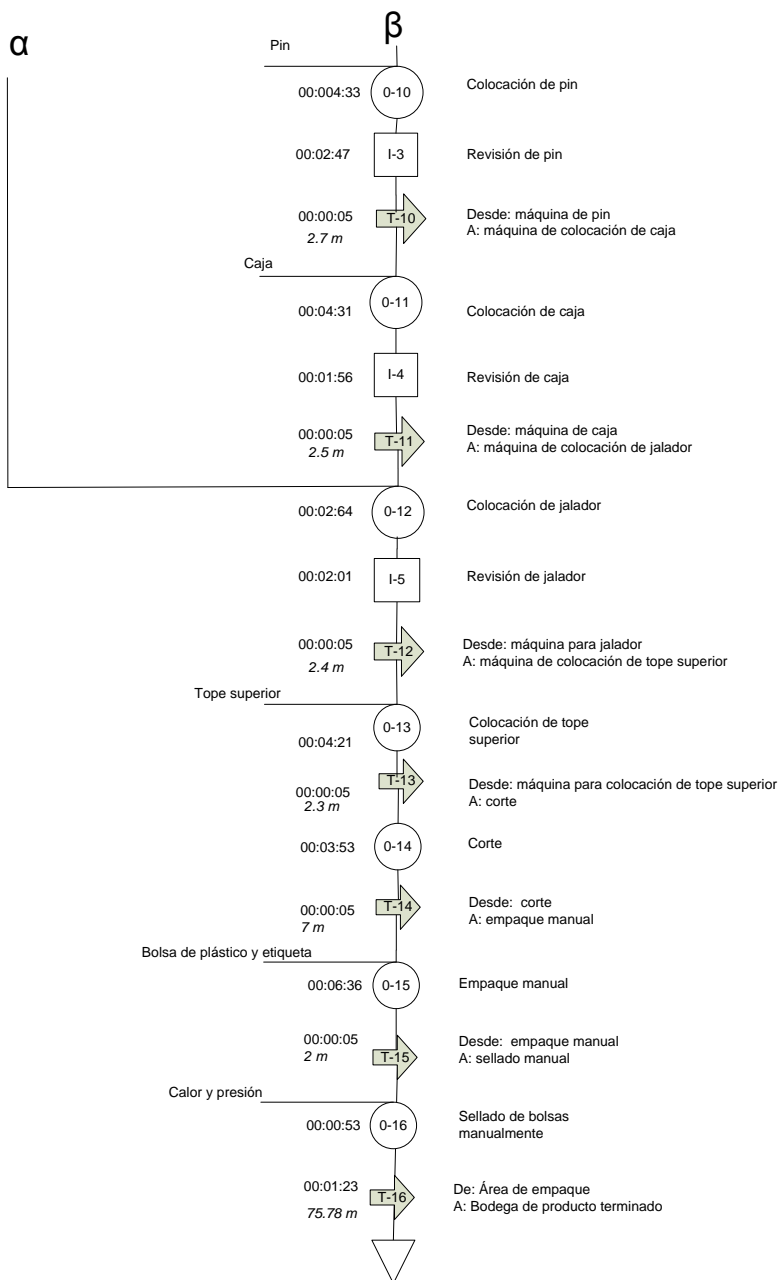 α
β
Pin
00:004:33
0-10
Colocación de pin
00:02:47
I-3
Revisión de pin
00:00:05
2.7 m
T-10
Desde: máquina de pin
A: máquina de colocación de caja
Caja
00:04:31
0-11
Colocación de caja
00:01:56
I-4
Revisión de caja
00:00:05
2.5 m
T-11
Desde: máquina de caja
A: máquina de colocación de jalador
00:02:64
0-12
Colocación de jalador
00:02:01
I-5
Revisión de jalador
00:00:05
2.4 m
T-12
Desde: máquina para jalador
A: máquina de colocación de tope superior
Tope superior
00:04:21
0-13
Colocación de tope
superior
00:00:05
2.3 m
T-13
Desde: máquina para colocación de tope superior
A: corte
00:03:53
0-14
Corte
00:00:05
7 m
T-14
Desde: corte
A: empaque manual
Bolsa de plástico y etiqueta
00:06:36
0-15
Empaque manual
00:00:05
2 m
T-15
Desde: empaque manual
A: sellado manual
Calor y presión
00:00:53
0-16
Sellado de bolsas
manualmente
00:01:23
75.78 m
T-16
De: Área de empaque
A: Bodega de producto terminado